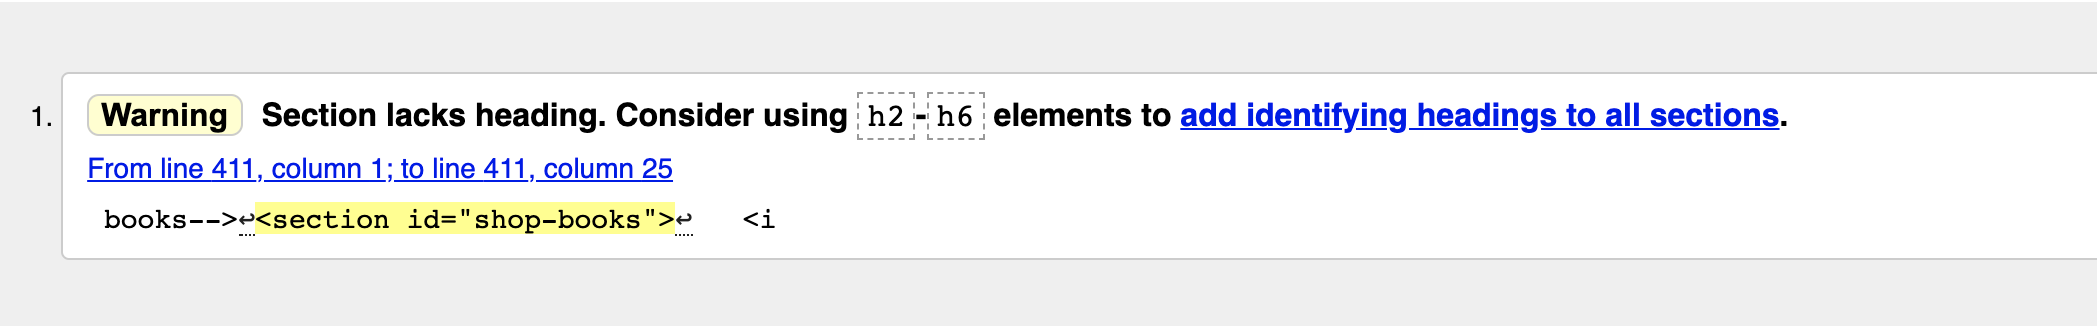 1. Warning Section lacks heading. Consider using h2-h6 elements to add identifying headings to all sections.
From line 411, column 1; to line 411, column 25
books-->↩<section id="shop-books">↩ <i